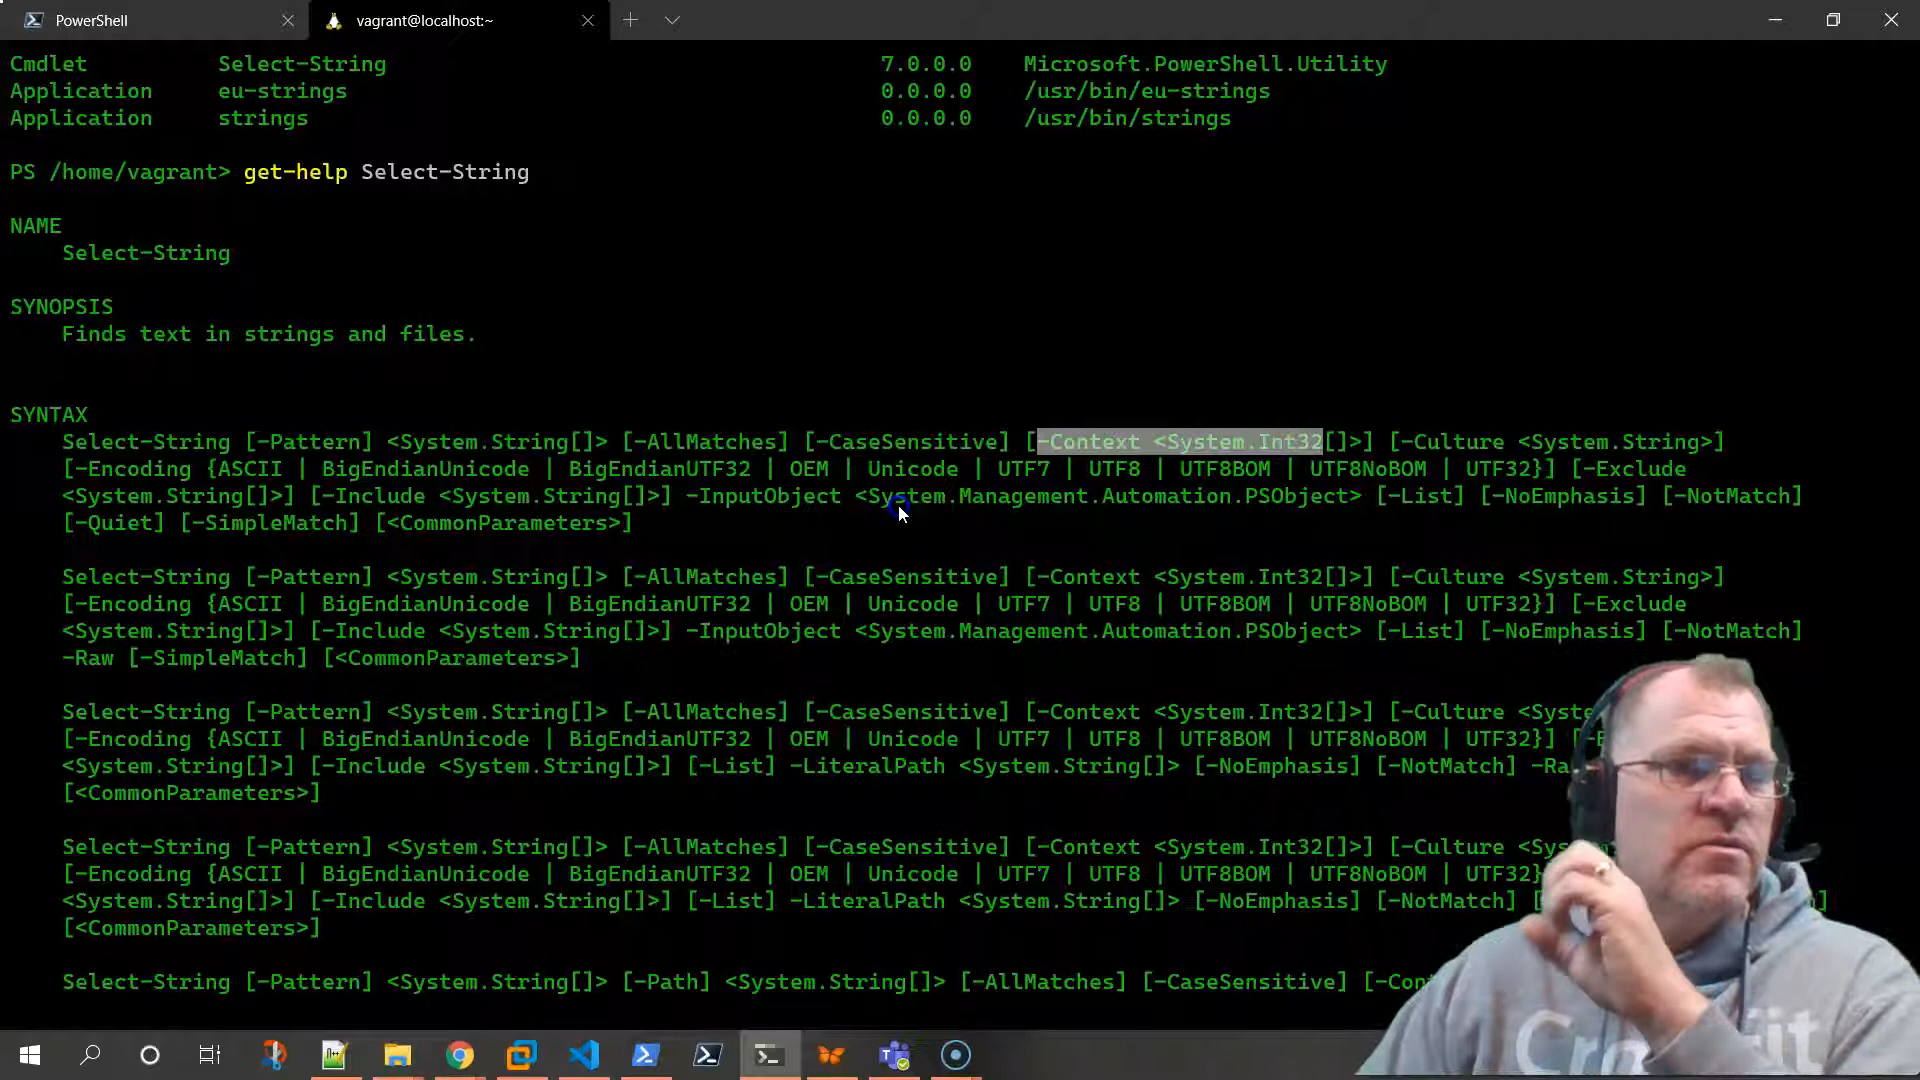 PowerShell
vagrant@localhost:~
Cmdlet Select-String 7.0.0.0 Microsoft.PowerShell.Utility
Application eu-strings 0.0.0.0 /usr/bin/eu-strings
Application strings 0.0.0.0 /usr/bin/strings
PS /home/vagrant> get-help Select-String
NAME
Select-String
SYNOPSIS
Finds text in strings and files.
SYNTAX
Select-String [-Pattern] <System.String[]> [-AllMatches] [-CaseSensitive] [-Context <System.Int32[]>] [-Culture <System.String>]
[-Encoding {ASCII | BigEndianUnicode | BigEndianUTF32 | OEM | Unicode | UTF7 | UTF8 | UTF8BOM | UTF8NoBOM | UTF32}] [-Exclude
<System.String[]>] [-Include <System.String[]>] -InputObject <System.Management.Automation.PSObject> [-List] [-NoEmphasis] [-NotMatch]
[-Quiet] [-SimpleMatch] [<CommonParameters>]
Select-String [-Pattern] <System.String[]> [-AllMatches] [-CaseSensitive] [-Context <System.Int32[]>] [-Culture <System.String>]
[-Encoding {ASCII | BigEndianUnicode | BigEndianUTF32 | OEM | Unicode | UTF7 | UTF8 | UTF8BOM | UTF8NoBOM | UTF32}] [-Exclude
<System.String[]>] [-Include <System.String[]>] -InputObject <System.Management.Automation.PSObject> [-List] [-NoEmphasis] [-NotMatch]
-Raw [-SimpleMatch] [<CommonParameters>]
Select-String [-Pattern] <System.String[]> [-AllMatches] [-CaseSensitive] [-Context <System.Int32[]>] [-Culture <Syste
[-Encoding {ASCII | BigEndianUnicode | BigEndianUTF32 | OEM | Unicode | UTF7 | UTF8 | UTF8BOM | UTF8NoBOM | UTF32}] [-E
<System.String[]>] [-Include <System.String[]>] [-List] -LiteralPath <System.String[]> [-NoEmphasis] [-NotMatch] -Ra
[<CommonParameters>]
Select-String [-Pattern] <System.String[]> [-AllMatches] [-CaseSensitive] [-Context <System.Int32[]>] [-Culture <Sys
[-Encoding {ASCII | BigEndianUnicode | BigEndianUTF32 | OEM | Unicode | UTF7 | UTF8 | UTF8BOM | UTF8NoBOM | UTF32}
<System.String[]>] [-Include <System.String[]>] [-List] -LiteralPath <System.String[]> [-NoEmphasis] [-NotMatch] [
[<CommonParameters>]
Select-String [-Pattern] <System.String[]> [-Path] <System.String[]> [-AllMatches] [-CaseSensitive] [-Con